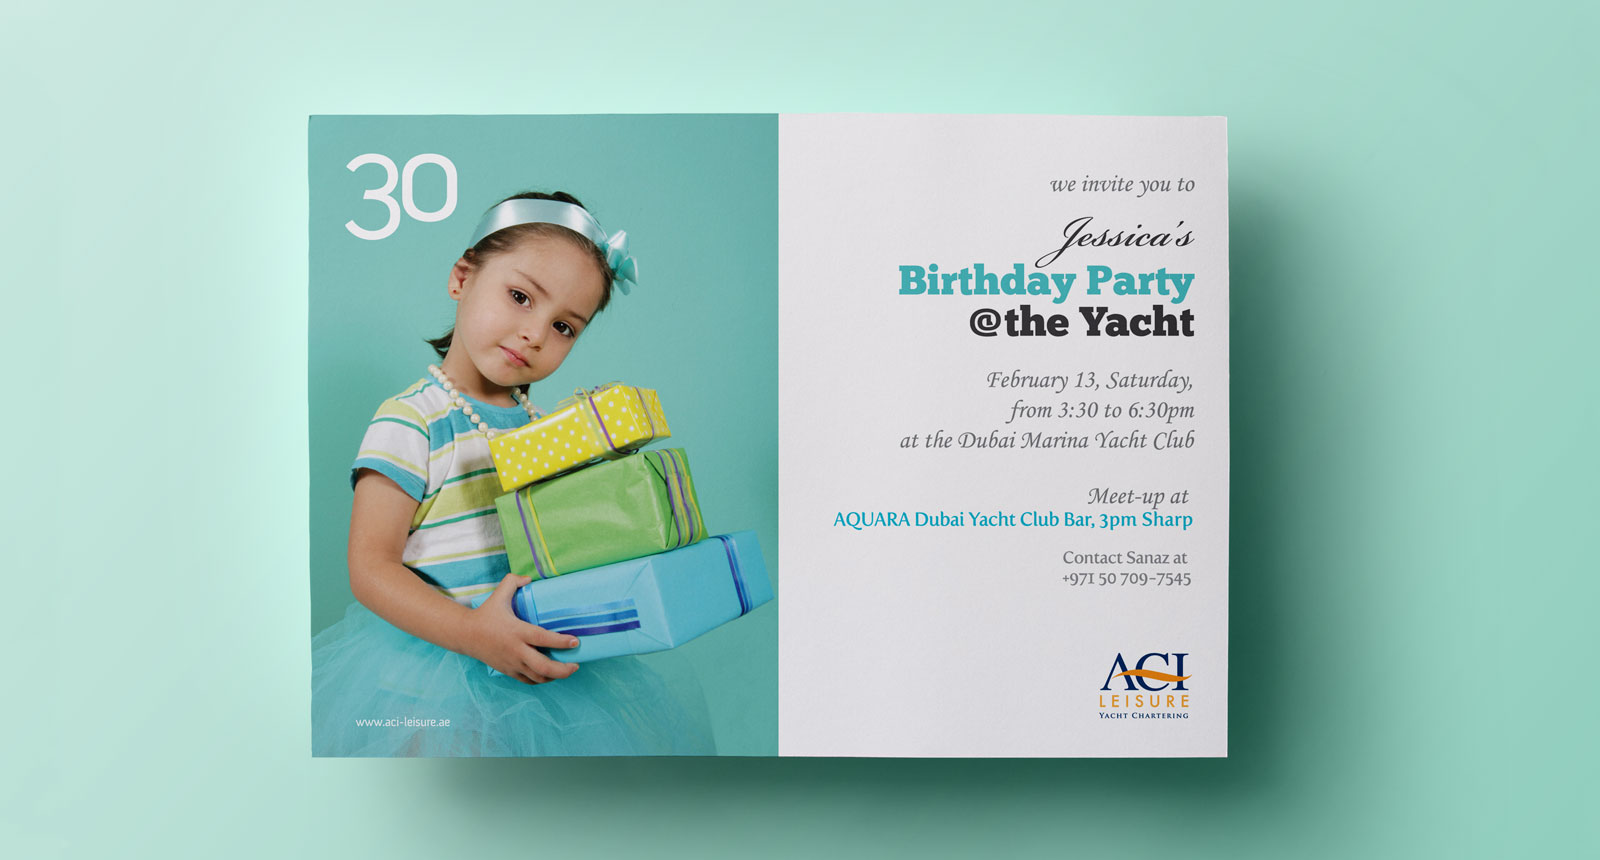 30
www.aci-leisure.ae
we invite you to
Jessica's
Birthday Party
@the Yacht
February 13, Saturday,
from 3:30 to 6:30pm
at the Dubai Marina Yacht Club
Meet-up at
AQUARA Dubai Yacht Club Bar, 3pm Sharp
Contact Sanaz at
+971 50 709-7545
ACI
LEISURE
YACHT CHARTERING